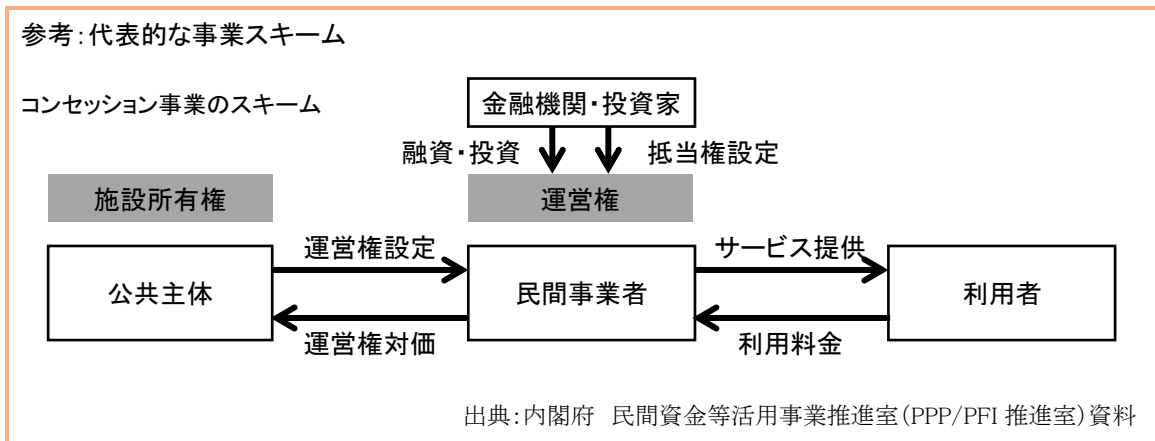 参考：代表的な事業スキーム
コンセッション事業のスキーム
金融機関・投資家
融資・投資
抵当権設定
施設所有権
運営権
運営権設定
サービス提供
公共主体
民間事業者
利用者
運営権対価
利用料金
出典：内閣府　民間資金等活用事業推進室（PPP/PFI 推進室）資料